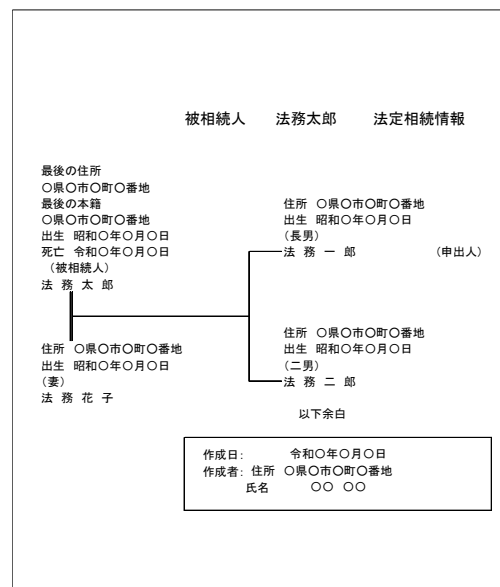 被相続人 法務太郎 法定相続情報
最後の住所
〇県〇市〇町〇番地
最後の本籍
〇県〇市〇町〇番地
出生 昭和〇年〇月〇日
死亡 令和〇年〇月〇日
（被相続人）
法 務 太 郎
住所 〇県〇市〇町〇番地
出生 昭和〇年〇月〇日
（長男）
法 務 一 郎 （申出人）
住所 〇県〇市〇町〇番地
出生 昭和〇年〇月〇日
（妻）
法 務 花 子
住所 〇県〇市〇町〇番地
出生 昭和〇年〇月〇日
（二男）
法 務 二 郎
以下余白
作成日： 令和〇年〇月〇日
作成者： 住所 〇県〇市〇町〇番地
氏名 〇〇 〇〇